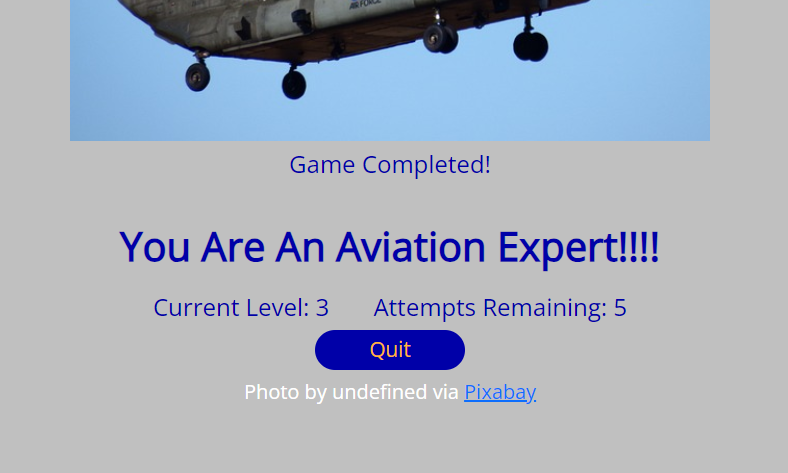 FORCE
Game Completed!
You Are An Aviation Expert!!!!
Current Level: 3 Attempts Remaining: 5
Quit
Photo by undefined via Pixabay